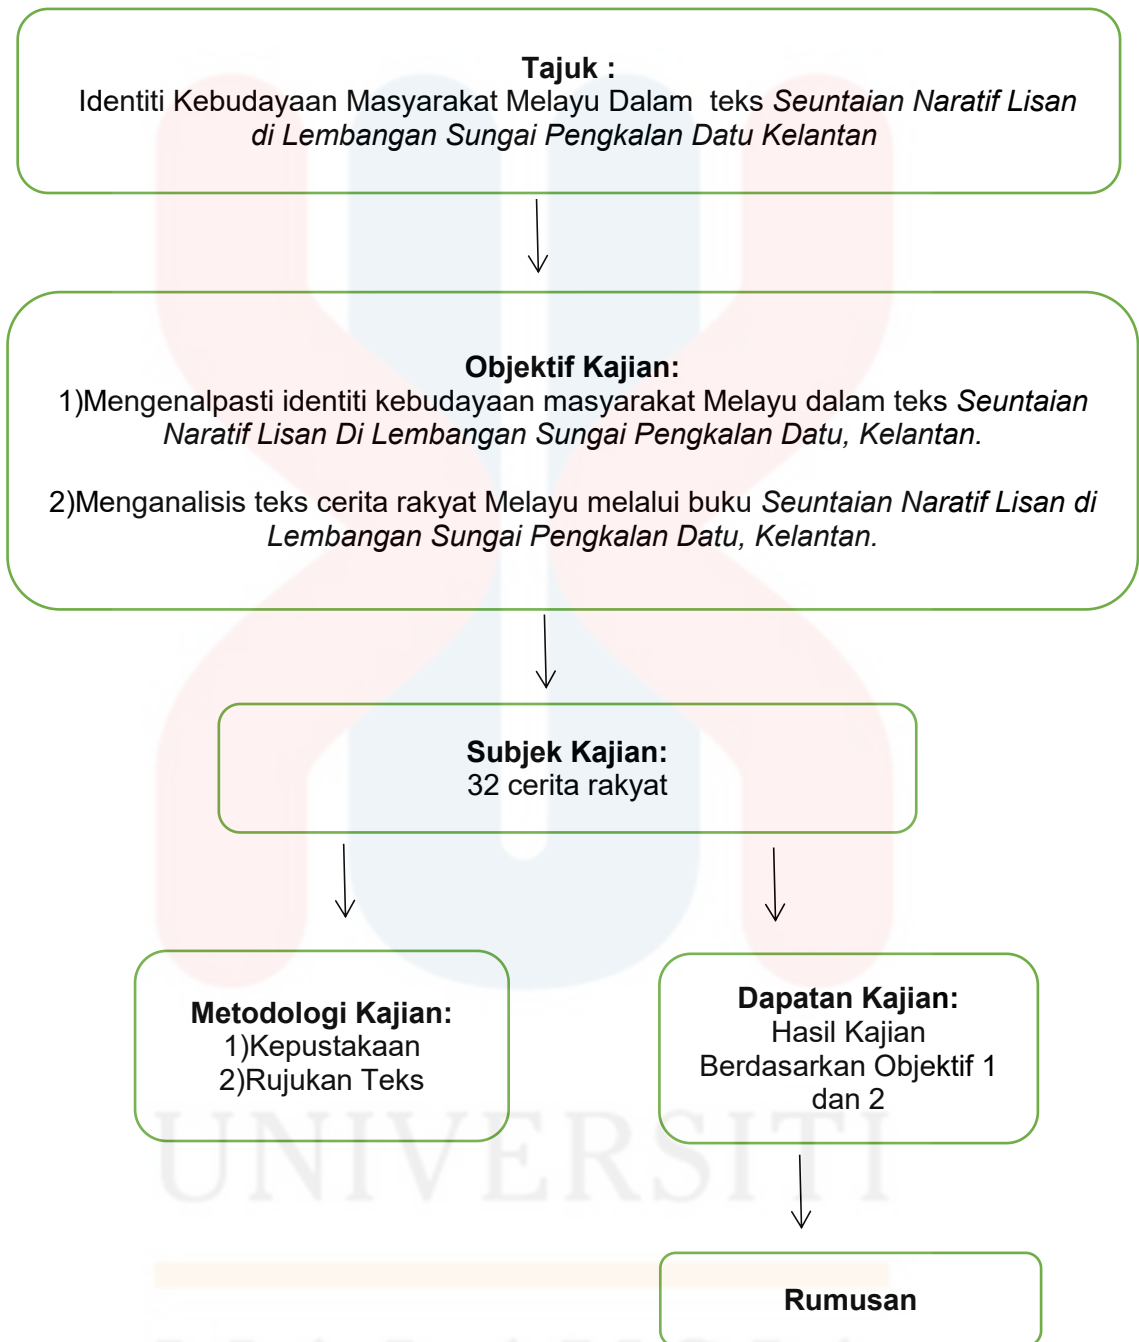 Tajuk :
Identiti Kebudayaan Masyarakat Melayu Dalam teks Seuntaian Naratif Lisan
di Lembangan Sungai Pengkalan Datu Kelantan
Objektif Kajian:
1)Mengenalpasti identiti kebudayaan masyarakat Melayu dalam teks Seuntaian
Naratif Lisan Di Lembangan Sungai Pengkalan Datu, Kelantan.
2)Menganalisis teks cerita rakyat Melayu melalui buku Seuntaian Naratif Lisan di
Lembangan Sungai Pengkalan Datu, Kelantan.
Subjek Kajian:
32 cerita rakyat
Metodologi Kajian:
1)Kepustakaan
2)Rujukan Teks
Dapatan Kajian:
Hasil Kajian
Berdasarkan Objektif 1
dan 2
UNIVERSITI
Rumusan